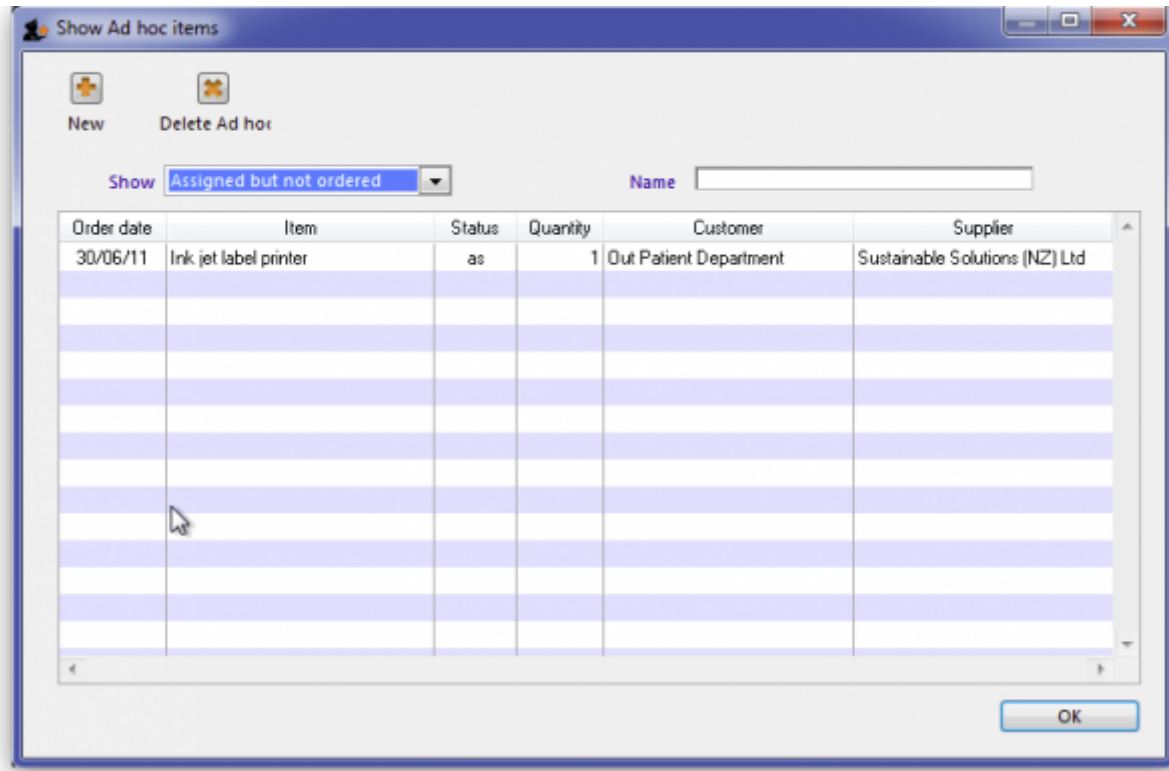 Show Ad hoc items
New Delete Ad hoc
Show Assigned but not ordered Name
Order date Item Status Quantity Customer Supplier
30/06/11 Ink jet label printer as 1 Out Patient Department Sustainable Solutions (NZ) Ltd
OK